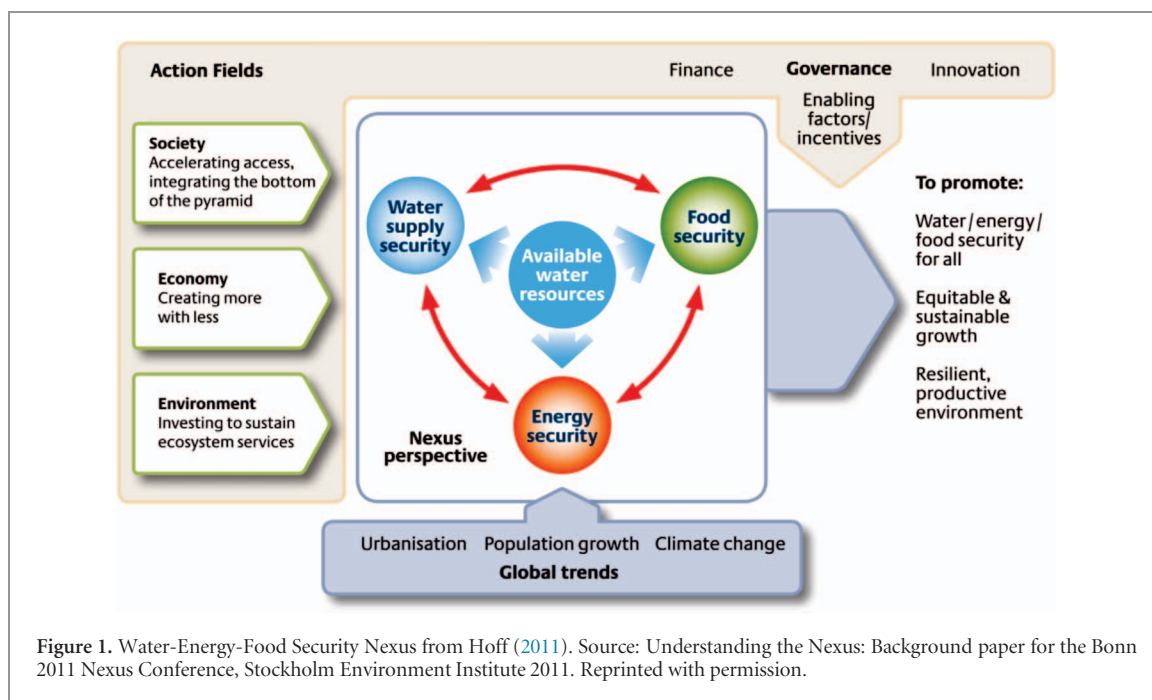 Action Fields
Finance
Governance
Innovation
Enabling
factors/
incentives
Society
Accelerating access,
integrating the bottom
of the pyramid
Economy
Creating more
with less
Environment
Investing to sustain
ecosystem services
Water
supply
security
Food
security
Available
water
resources
Energy
security
Nexus
perspective
To promote:
Water/energy/
food security
for all
Equitable &
sustainable
growth
Resilient,
productive
environment
Urbanisation Population growth Climate change
Global trends
Figure 1. Water-Energy-Food Security Nexus from Hoff (2011). Source: Understanding the Nexus: Background paper for the Bonn
2011 Nexus Conference, Stockholm Environment Institute 2011. Reprinted with permission.